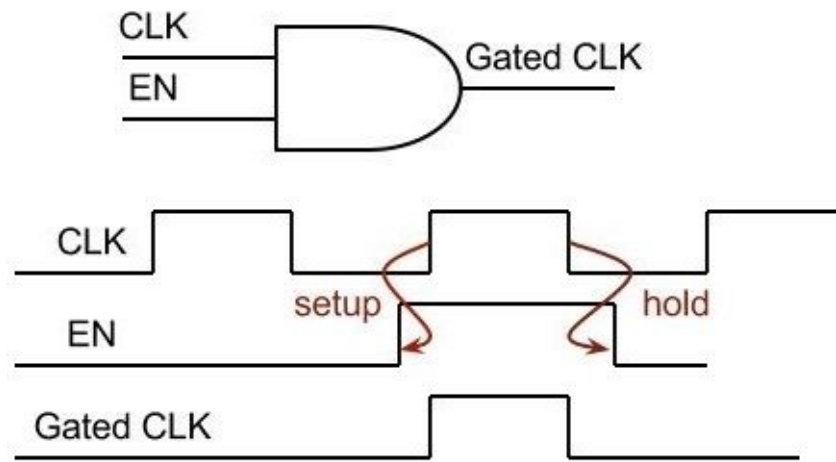 CLK
EN
Gated CLK
CLK
setup
hold
EN
Gated CLK